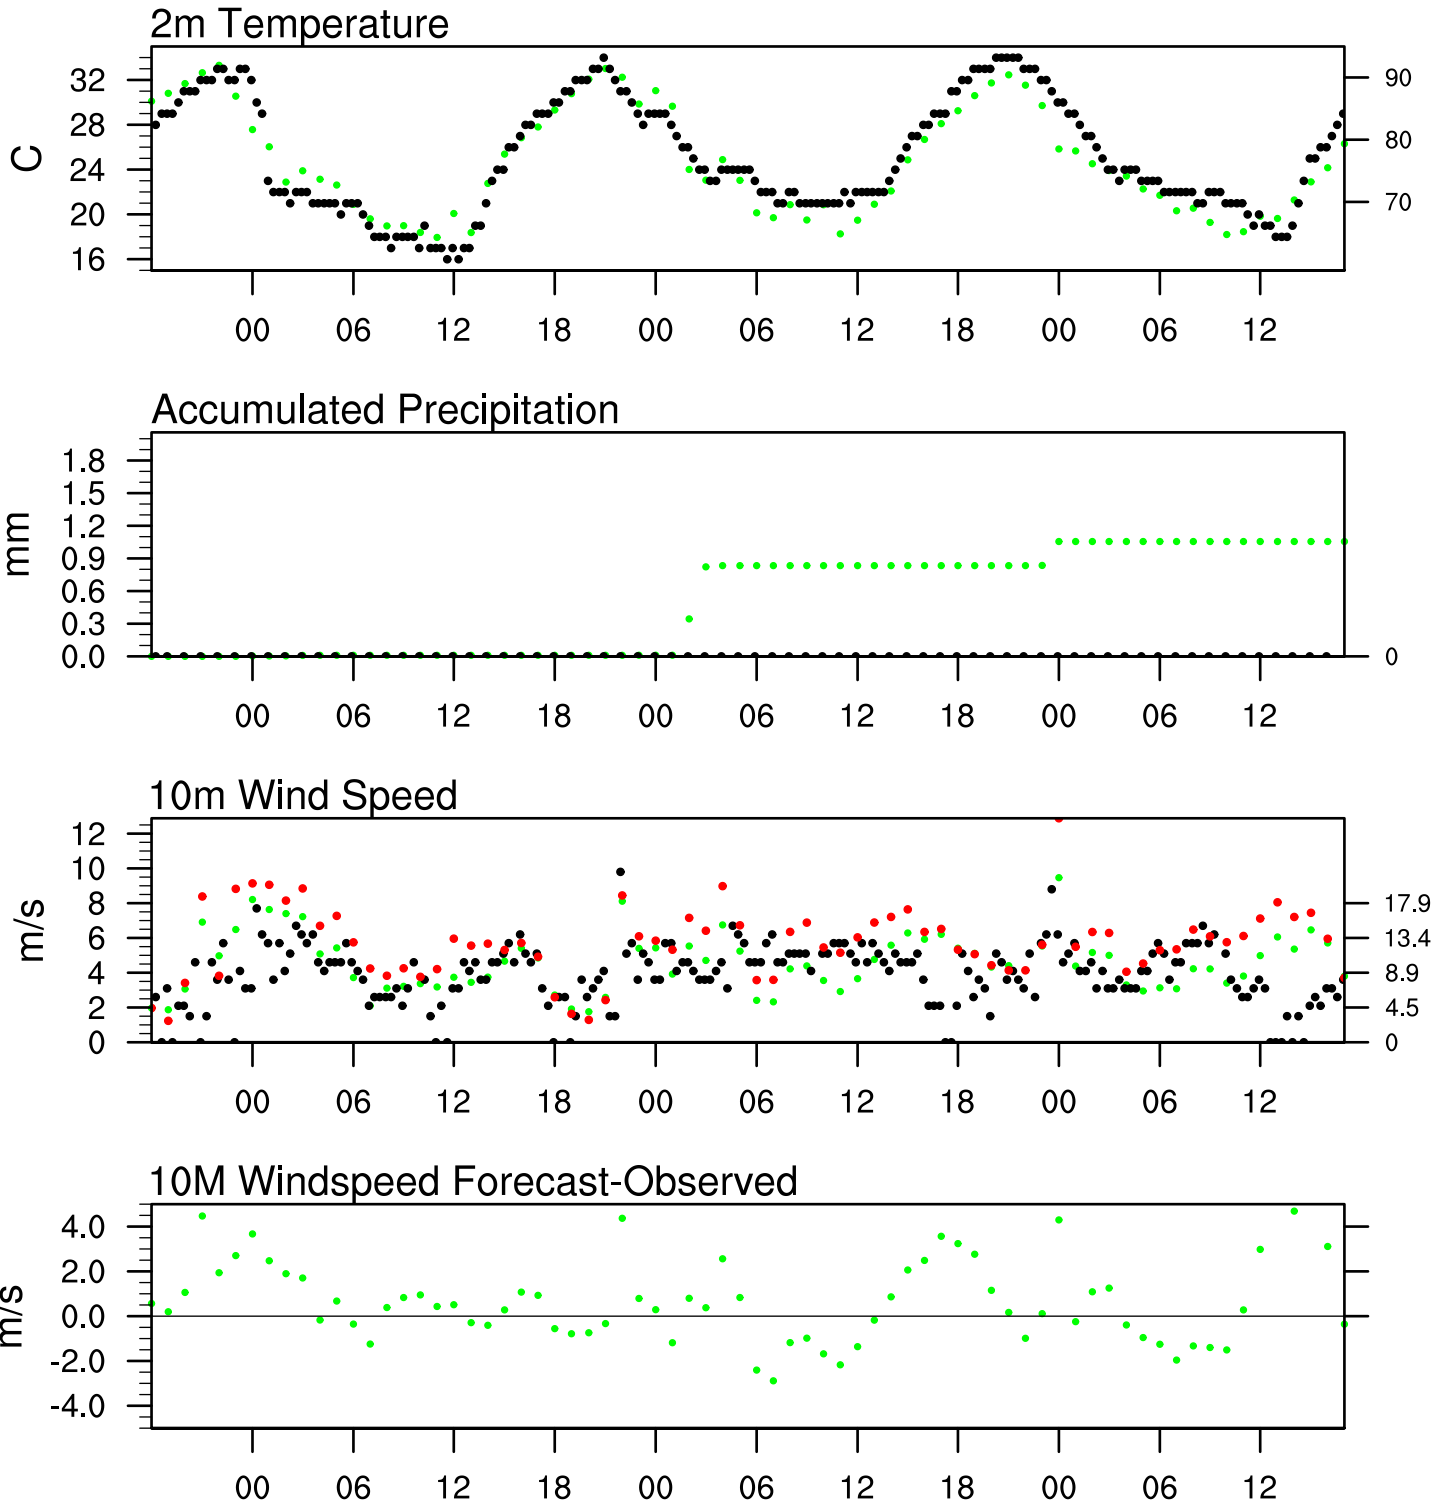 2m Temperature
C
32
28
24
20
16
90
80
70
00 06 12 18 00 06 12 18 00 06 12
Accumulated Precipitation
mm
1.8
1.5
1.2
0.9
0.6
0.3
0.0
0
00 06 12 18 00 06 12 18 00 06 12
10m Wind Speed
m/s
12
10
8
6
4
2
0
17.9
13.4
8.9
4.5
0
00 06 12 18 00 06 12 18 00 06 12
10M Windspeed Forecast-Observed
m/s
4.0
2.0
0.0
-2.0
-4.0
00 06 12 18 00 06 12 18 00 06 12